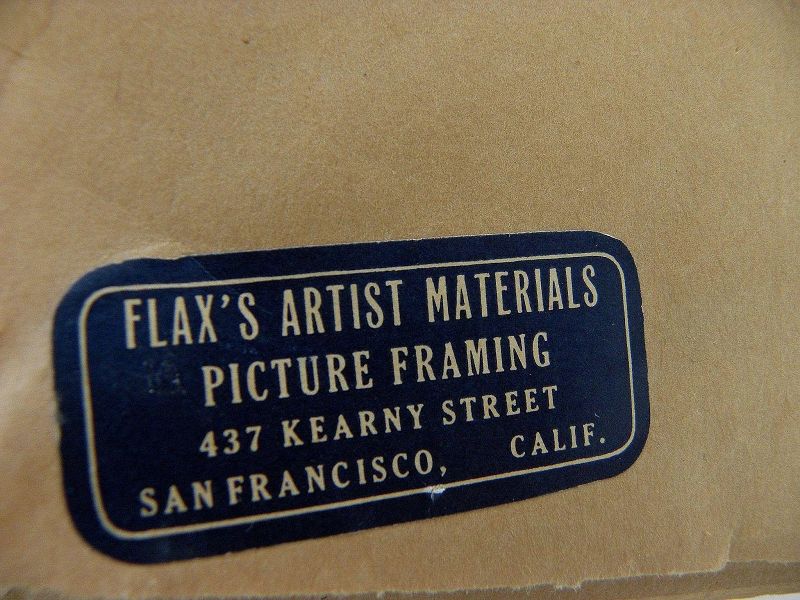 FLAX'S ARTIST MATERIALS
PICTURE FRAMING
437 KEARNY STREET
SAN FRANCISCO, CALIF.